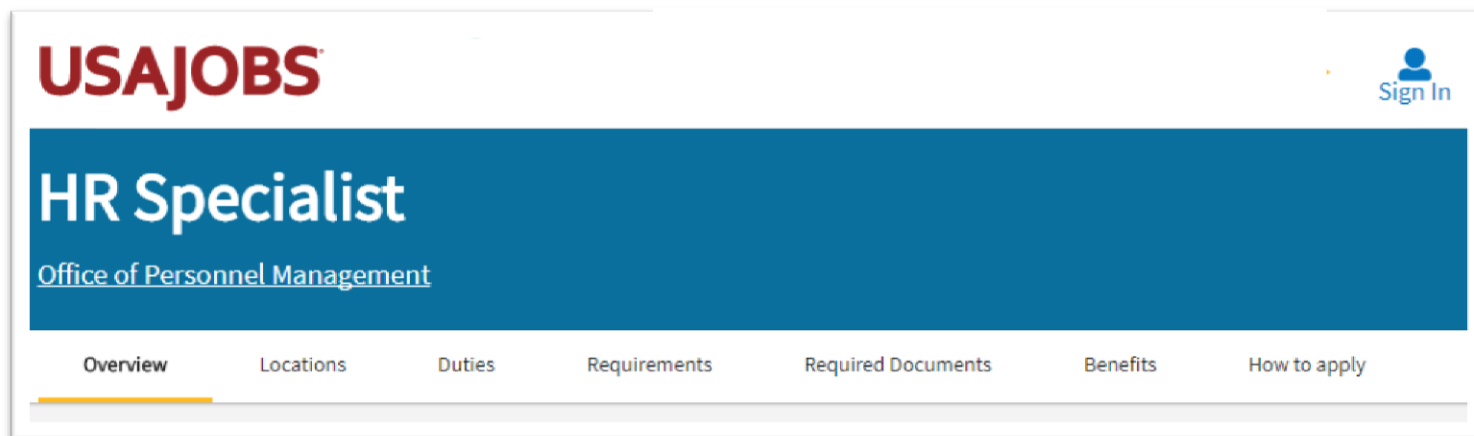 USAJOBS
Sign In
HR Specialist
Office of Personnel Management
Overview Locations Duties Requirements Required Documents Benefits How to apply